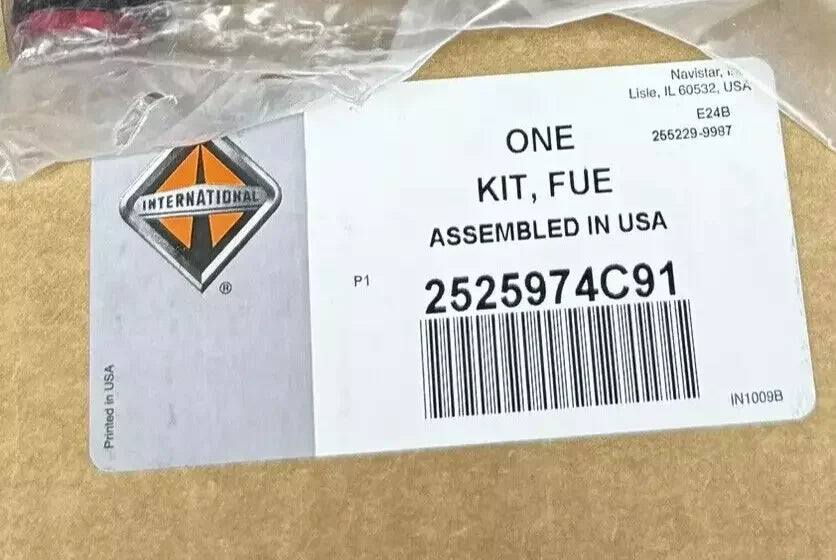 Navistar,
Lisle, IL 60532, USA
E24B
255229-9987
ONE
KIT, FUE
ASSEMBLED IN USA
INTERNATIONAL
®
P1
2525974C91
IN1009B
Printed in USA